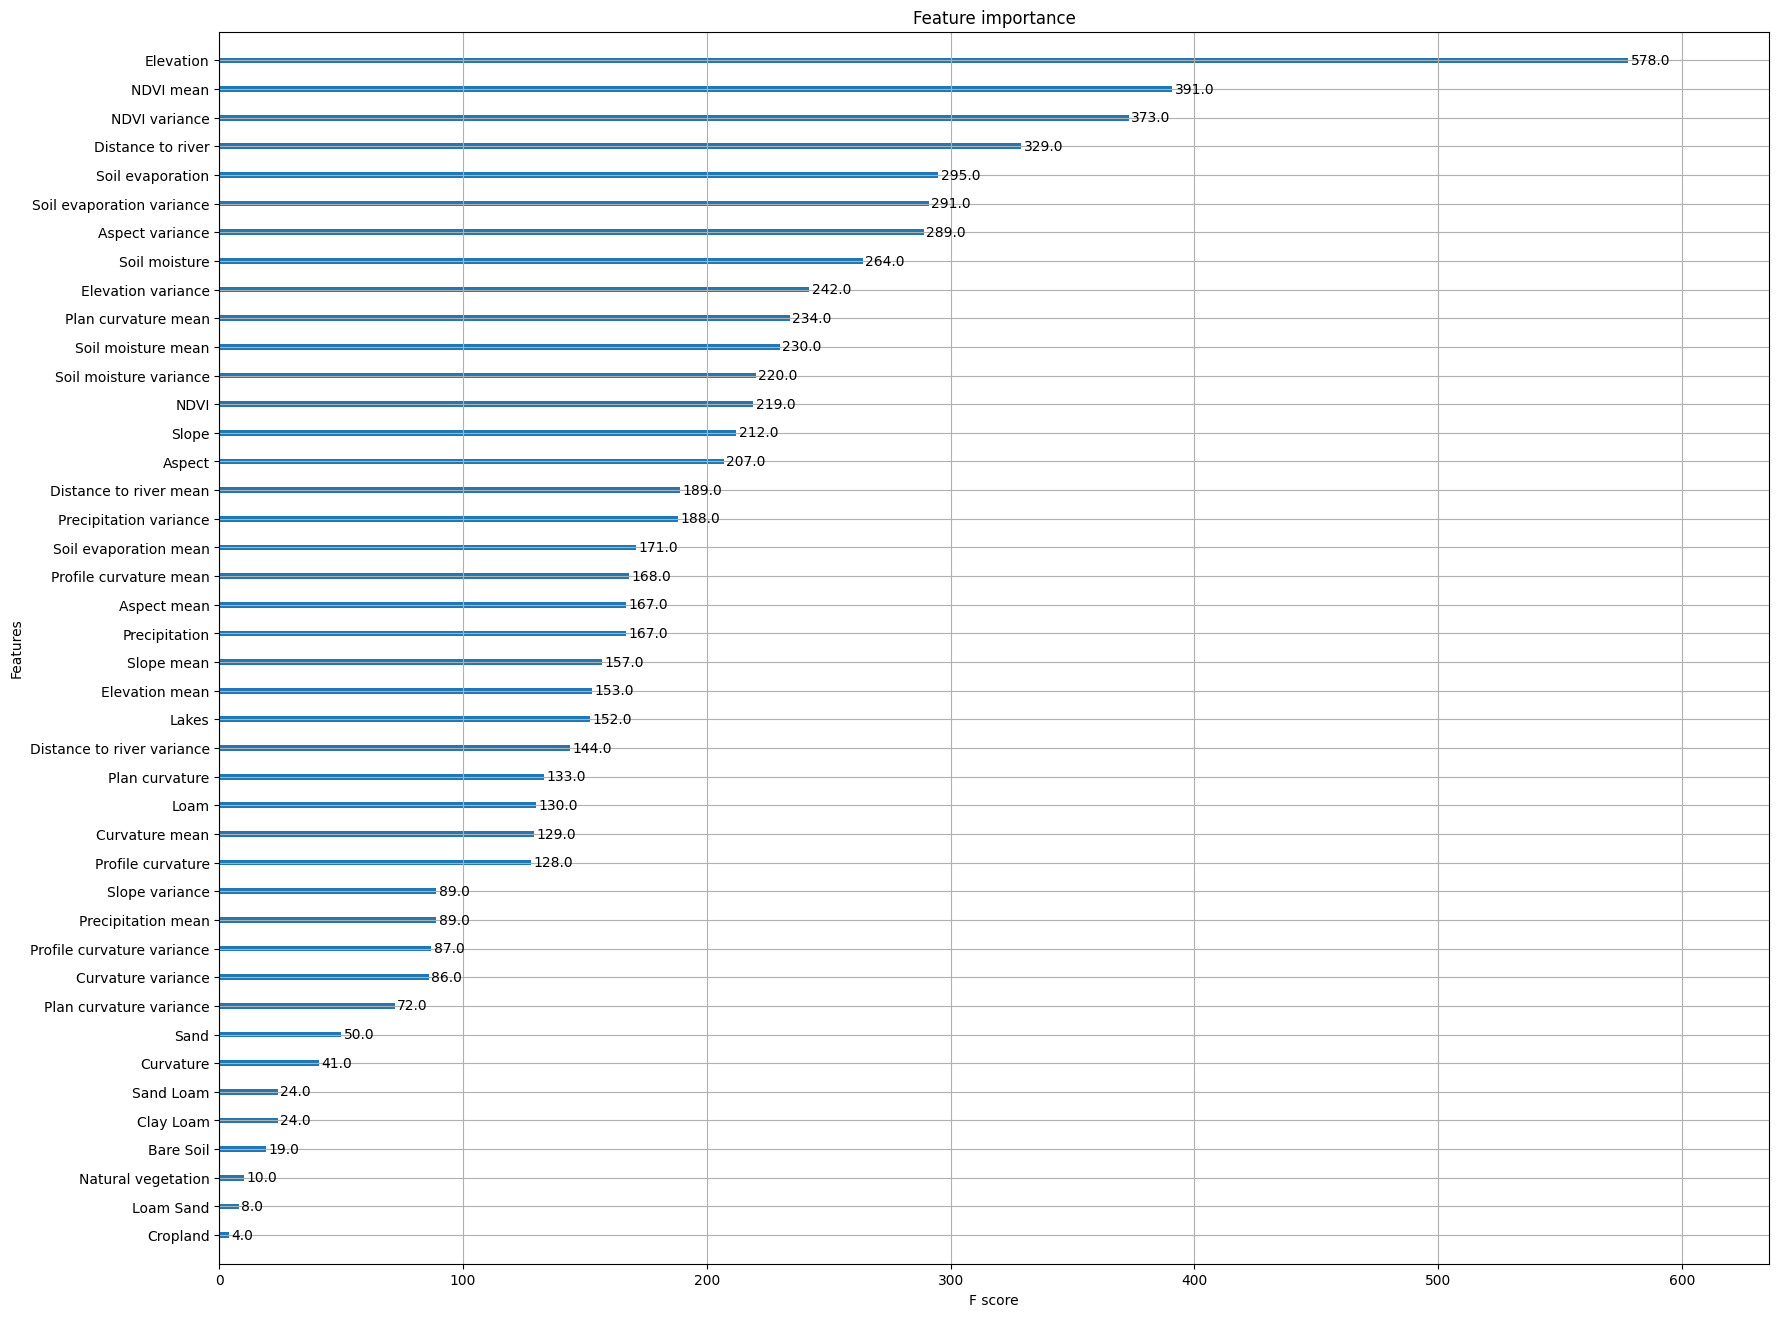 Feature importance
Elevation 578.0
NDVI mean 391.0
NDVI variance 373.0
Distance to river 329.0
Soil evaporation 295.0
Soil evaporation variance 291.0
Aspect variance 289.0
Soil moisture 264.0
Elevation variance 242.0
Plan curvature mean 234.0
Soil moisture mean 230.0
Soil moisture variance 220.0
NDVI 219.0
Slope 212.0
Aspect 207.0
Distance to river mean 189.0
Precipitation variance 188.0
Soil evaporation mean 171.0
Profile curvature mean 168.0
Aspect mean 167.0
Precipitation 167.0
Slope mean 157.0
Elevation mean 153.0
Lakes 152.0
Distance to river variance 144.0
Plan curvature 133.0
Loam 130.0
Curvature mean 129.0
Profile curvature 128.0
Slope variance 89.0
Precipitation mean 89.0
Profile curvature variance 87.0
Curvature variance 86.0
Plan curvature variance 72.0
Sand 50.0
Curvature 41.0
Sand Loam 24.0
Clay Loam 24.0
Bare Soil 19.0
Natural vegetation 10.0
Loam Sand 8.0
Cropland 4.0
Features
0 100 200 300 400 500 600
F score